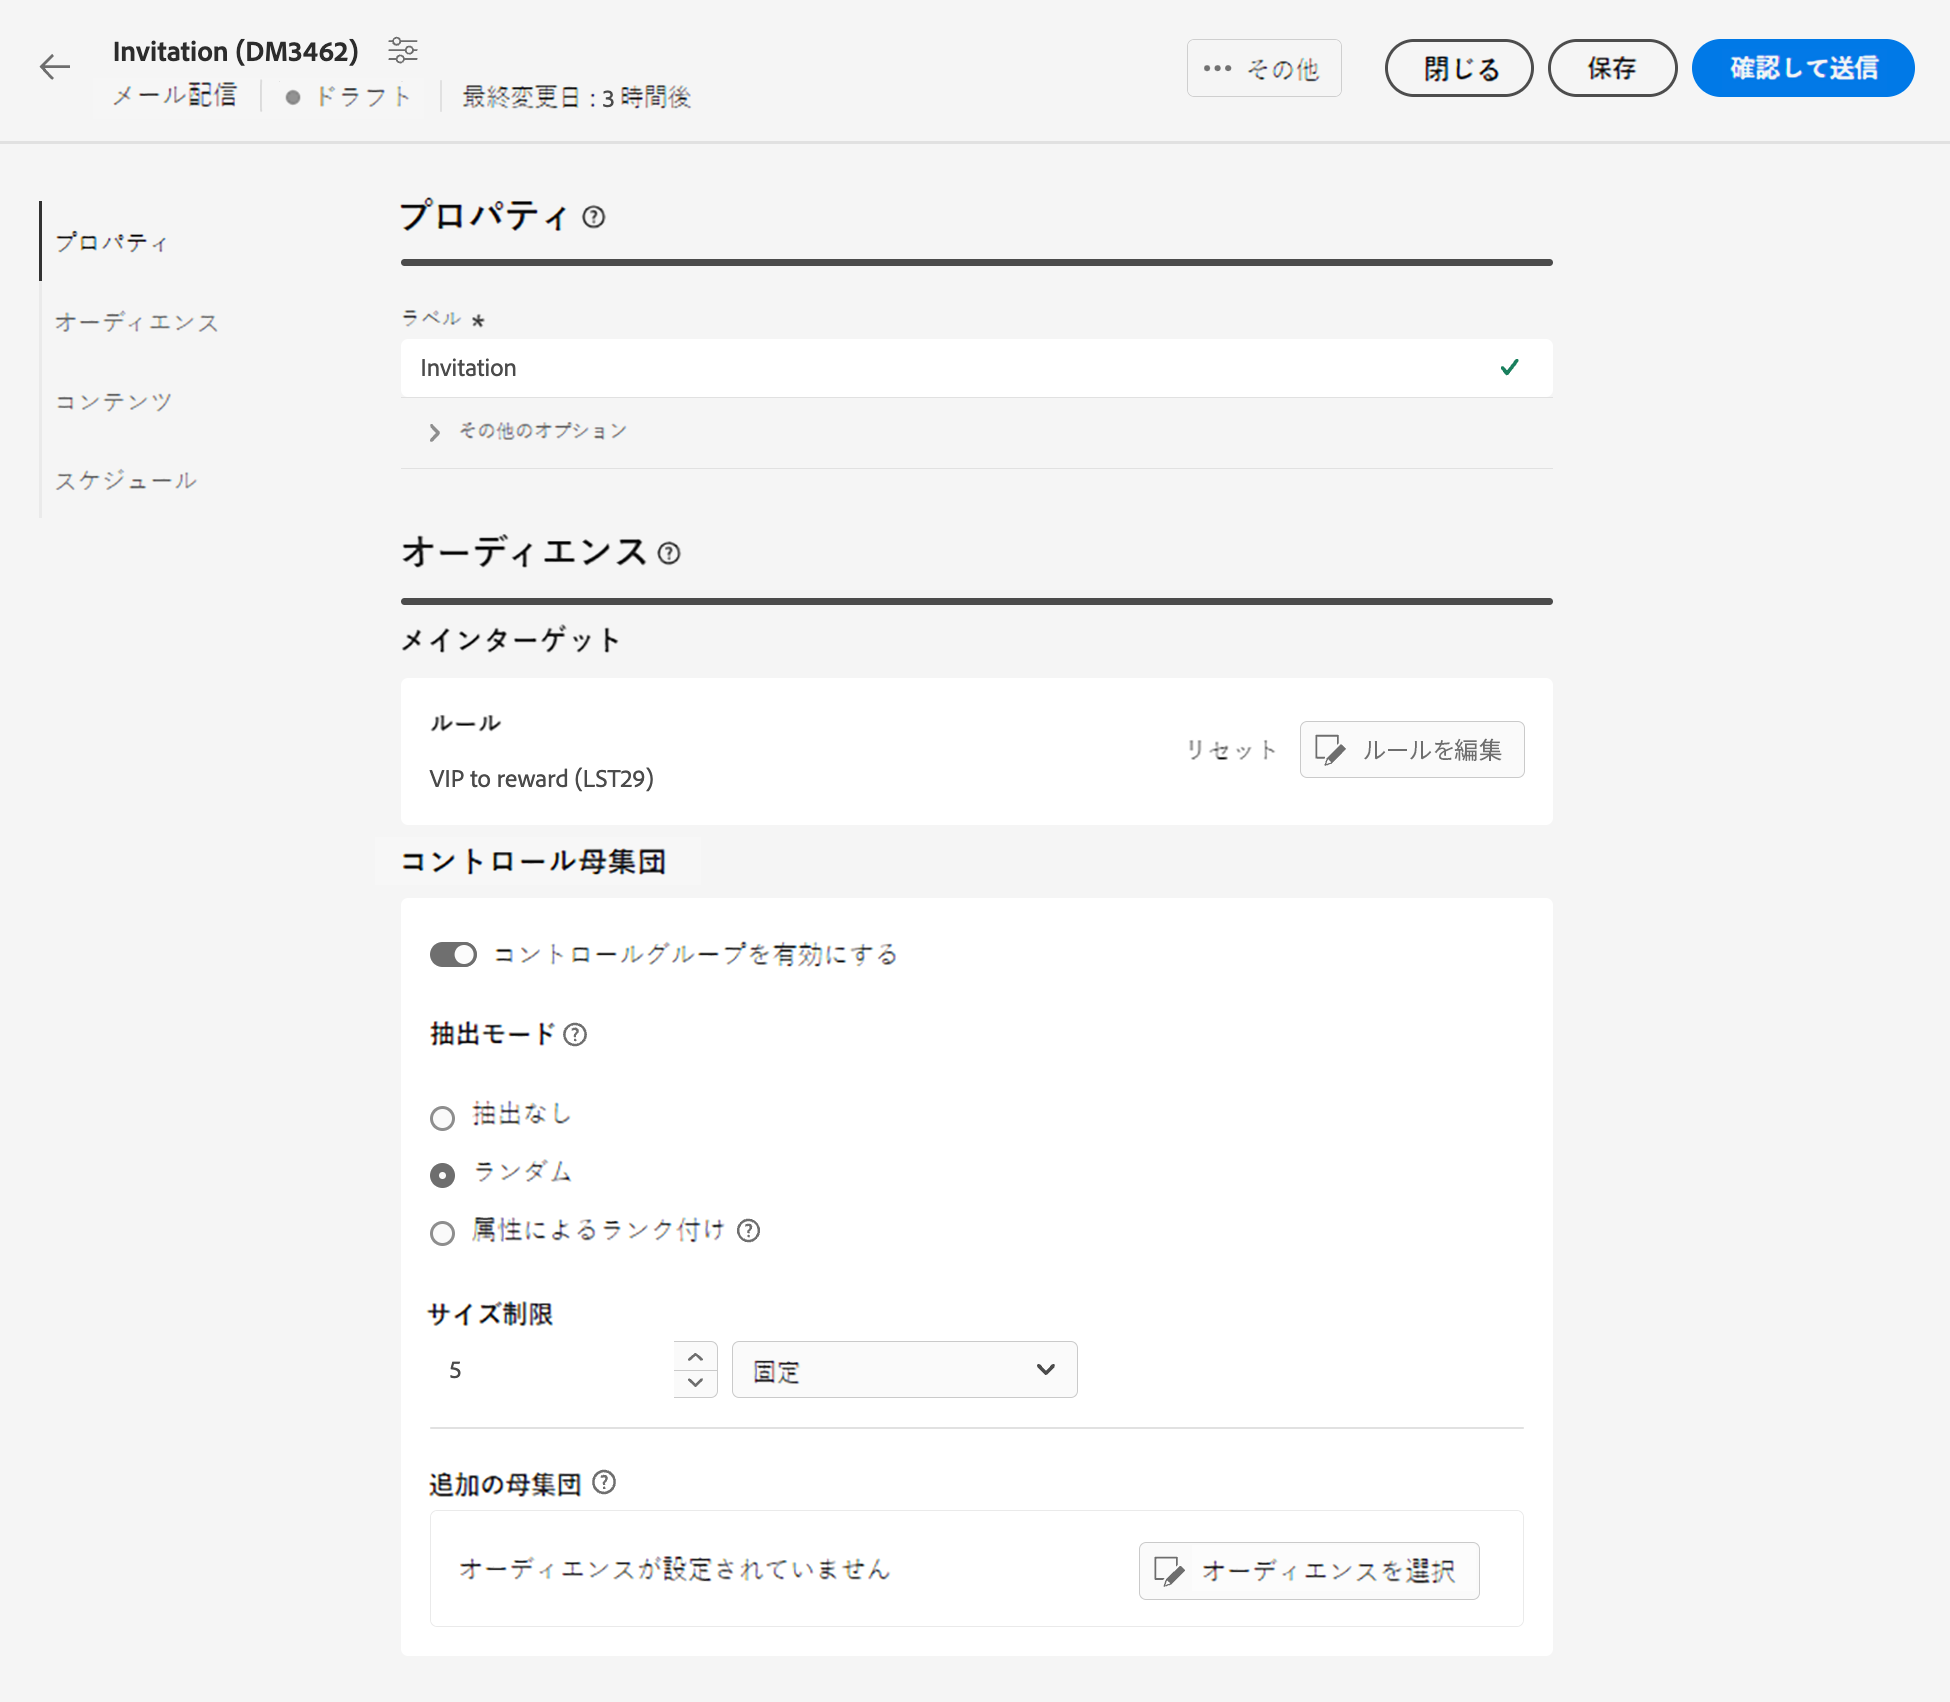 Invitation (DM3462)
メール配信
ドラフト
最終変更日 : 3 時間後
その他
閉じる
保存
確認して送信
プロパティ
オーディエンス
コンテンツ
スケジュール
プロパティ
ラベル *
Invitation
その他のオプション
オーディエンス
メインターゲット
ルール
VIP to reward (LST29)
リセット
ルールを編集
コントロール母集団
コントロールグループを有効にする
抽出モード
抽出なし
ランダム
属性によるランク付け
サイズ制限
5
固定
追加の母集団
オーディエンスが設定されていません
オーディエンスを選択